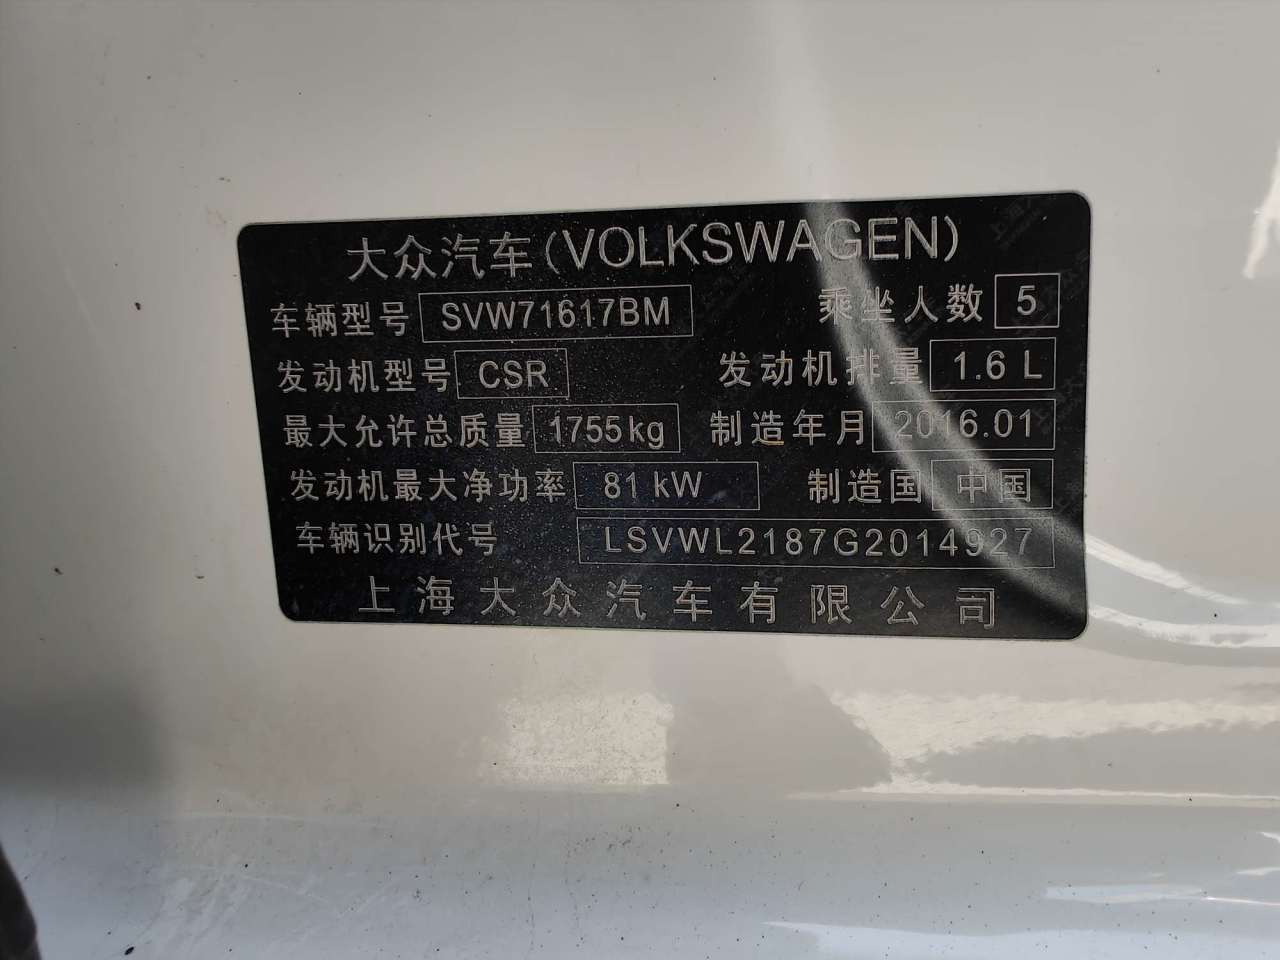 大众汽车(VOLKSWAGEN)
车辆型号 SVW71617BM 乘坐人数 5
发动机型号 CSR 发动机排量 1.6 L
最大允许总质量 1755kg 制造年月 2016.01
发动机最大净功率 81 kW 制造国 中国
车辆识别代号 LSVWL2187G2014927
上海大众汽车有限公司